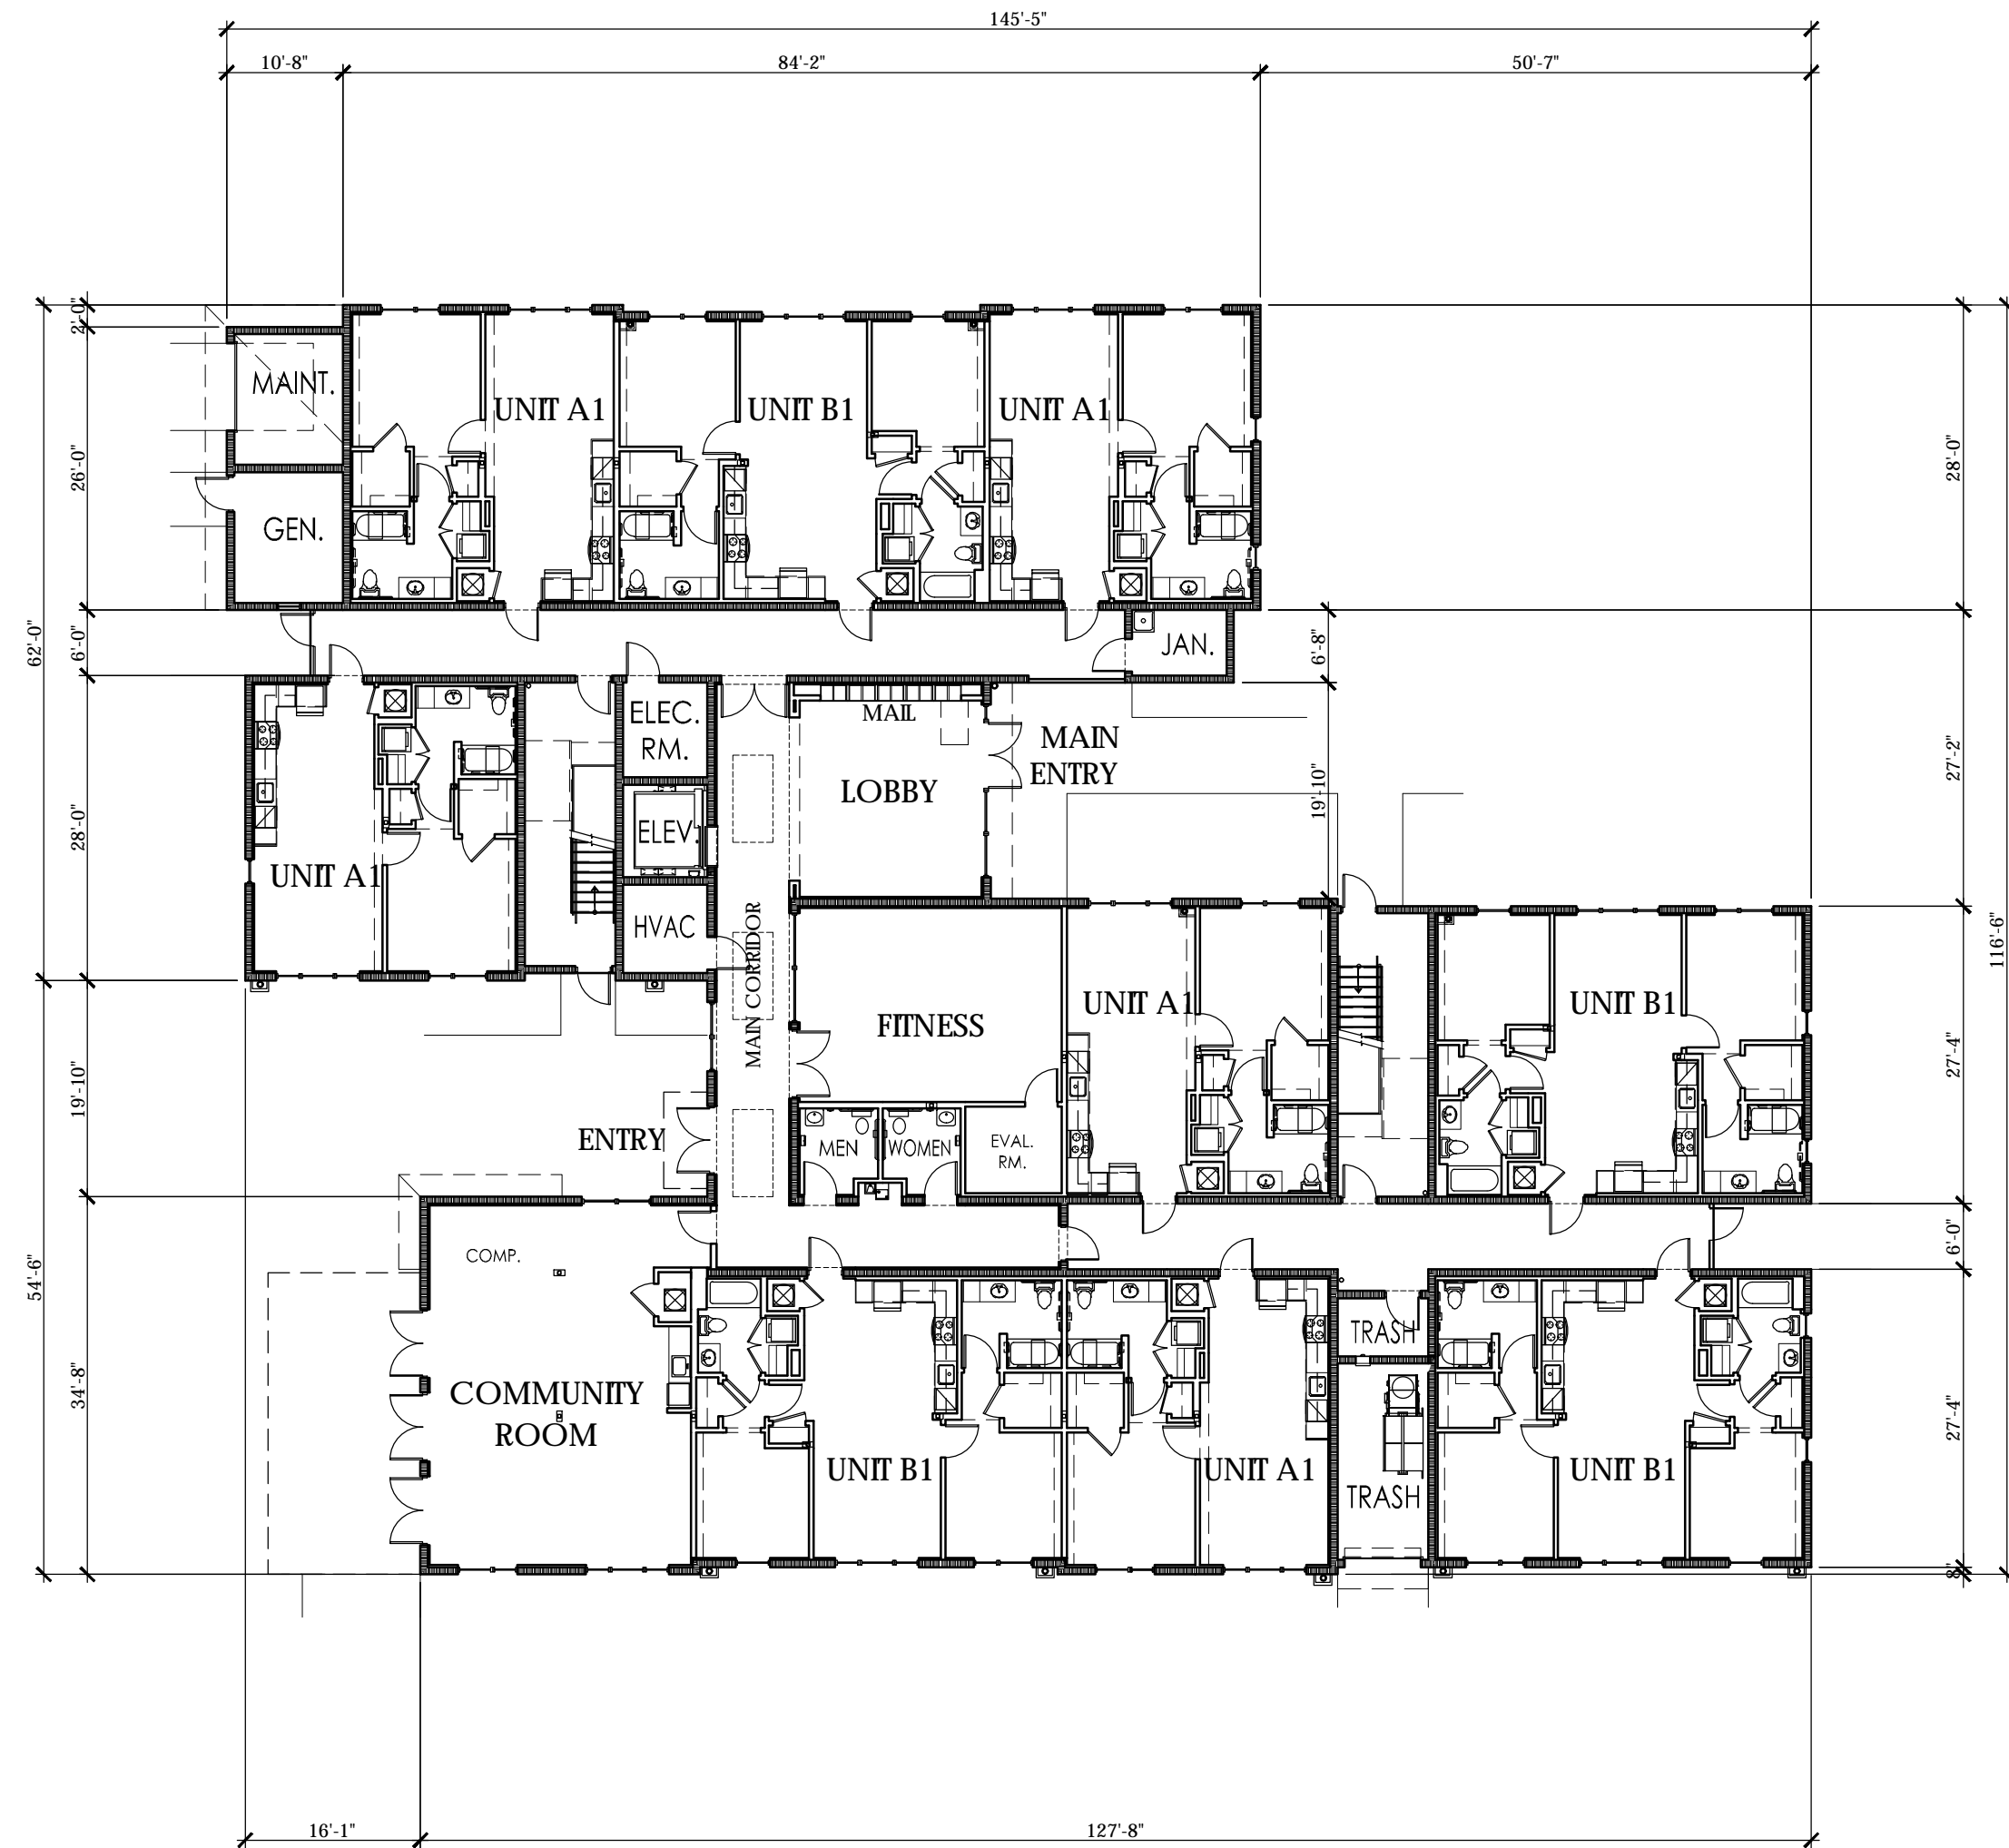 145'-5"
10'-8"
84'-2"
50'-7"
2'-0"
26'-0"
6'-0"
28'-0"
19'-10"
34'-8"
62'-0"
54'-6"
MAINT.
GEN.
UNIT A1
UNIT B1
UNIT A1
JAN.
6'-8"
19'-10"
28'-0"
27'-2"
27'-4"
6'-0"
27'-4"
8"
116'-6"
UNIT A1
ELEC.
RM.
ELEV.
HVAC
MAIL
LOBBY
MAIN
ENTRY
MAIN CORRIDOR
FITNESS
UNIT A1
UNIT B1
ENTRY
MEN
WOMEN
EVAL.
RM.
COMP.
COMMUNITY
ROOM
UNIT B1
UNIT A1
TRASH
TRASH
UNIT B1
16'-1"
127'-8"